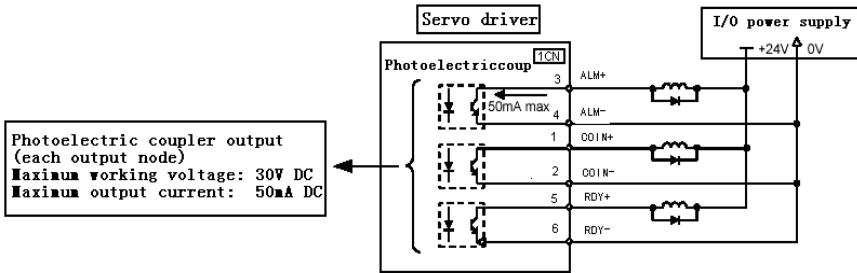 Servo driver
I/O power supply
+24V 0V
1CN
Photoelectriccoup
3 ALM+
50mA max
4 ALM-
1 COIN+
2 COIN-
5 RDY+
6 RDY-
Photoelectric coupler output
(each output node)
Maximum working voltage: 30V DC
Maximum output current: 50mA DC